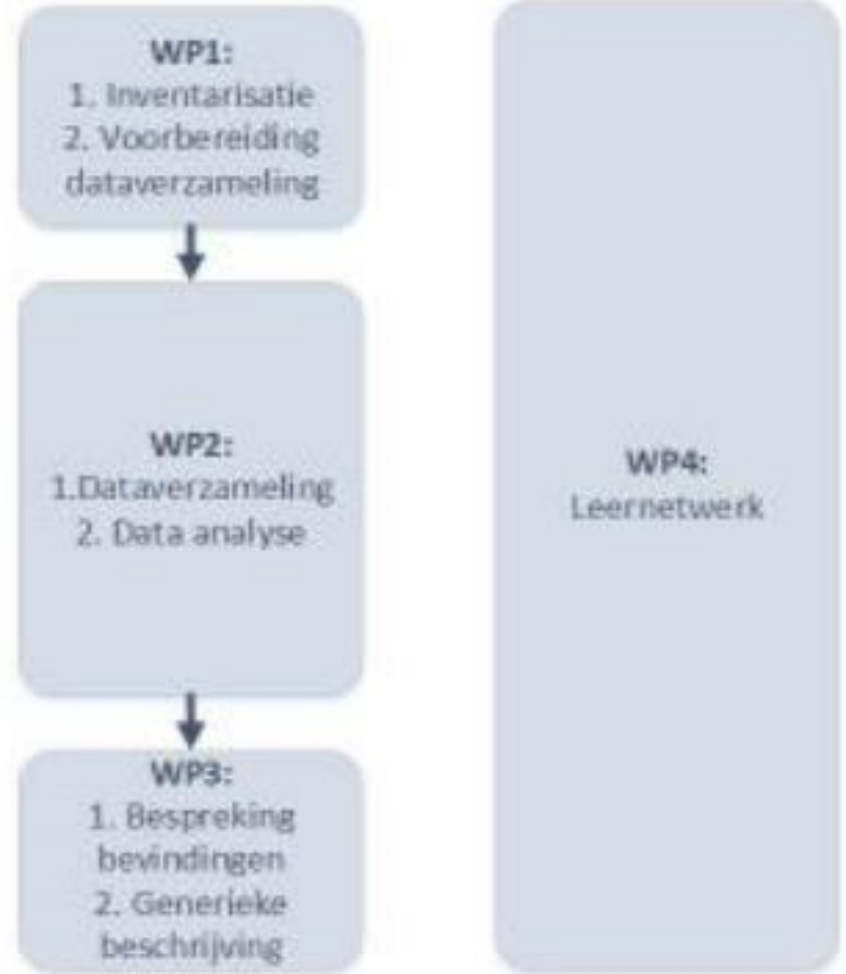 WP1:
1. Inventarisatie
2. Voorbereiding
dataverzameling
WP2:
1.Dataverzameling
2. Data analyse
WP3:
1. Bespreking
bevindingen
2. Generieke
beschrijving
WP4:
Leernetwerk